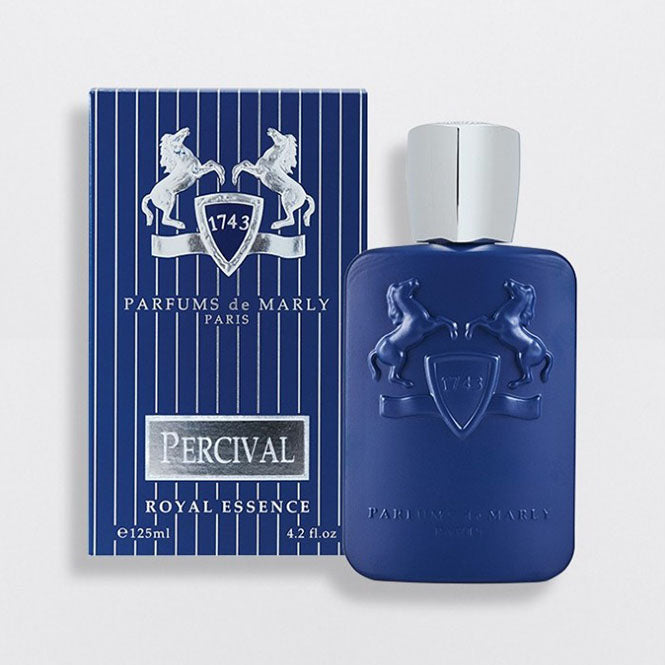 1743
PARFUMS de MARLY
PARIS
PERCIVAL
ROYAL ESSENCE
℮125ml 4.2 fl.oz
1743
PARFUMS de MARLY
PARIS